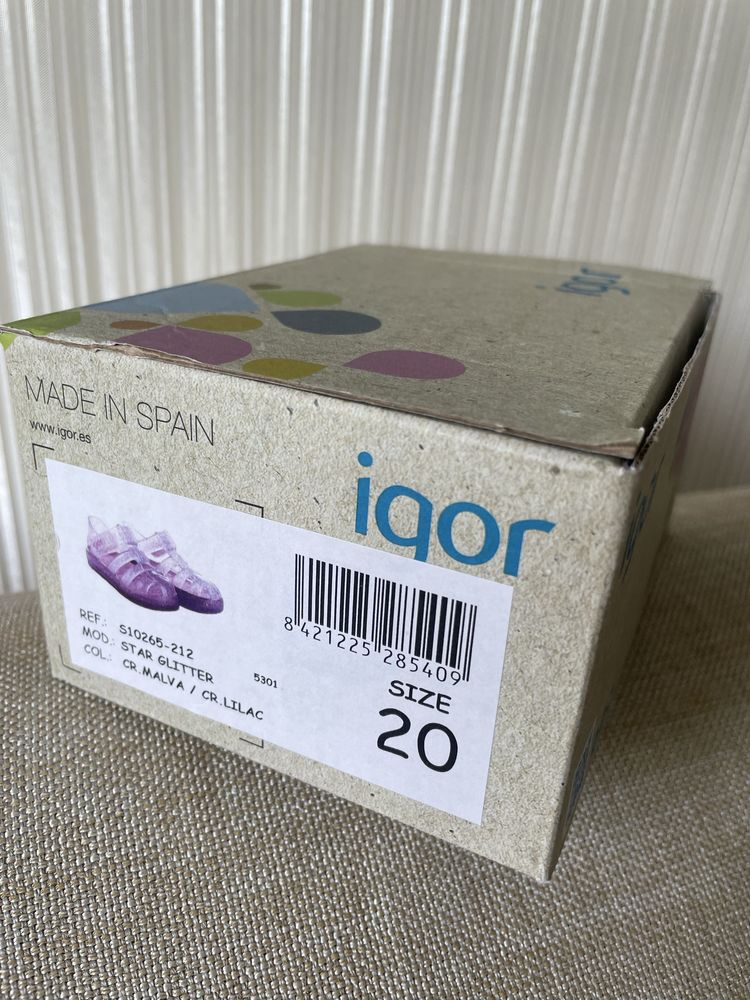 igor
MADE IN SPAIN
www.igor.es
igor
8 421225 285409
REF.: S10265-212
MOD.: STAR GLITTER
COL.: CR.MALVA / CR.LILAC
5301
SIZE
20